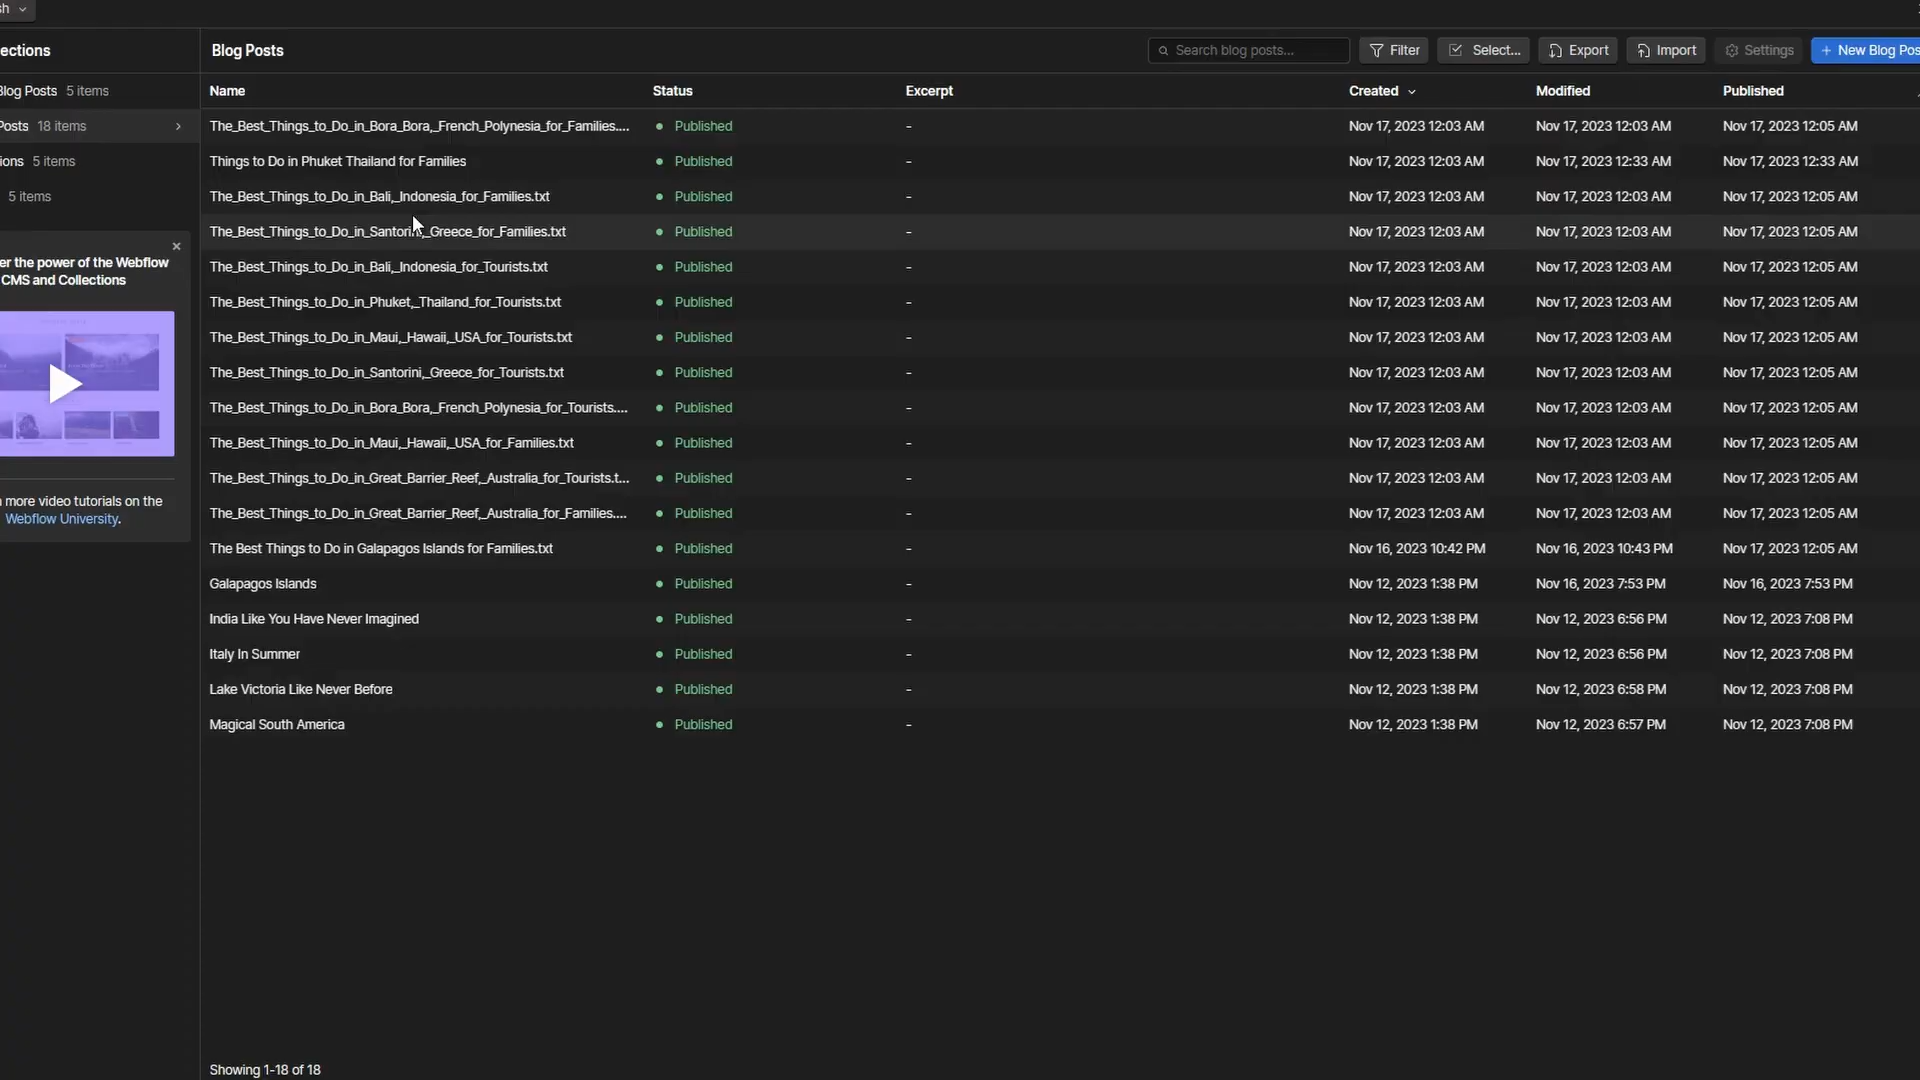 sh
ections
Blog Posts 5 items
Posts 18 items
ions 5 items
5 items
er the power of the Webflow
CMS and Collections
more video tutorials on the
Webflow University.
Blog Posts
Search blog posts...
Filter
Select...
Export
Import
Settings
+ New Blog Pos
Name Status Excerpt Created Modified Published
The_Best_Things_to_Do_in_Bora_Bora,_French_Polynesia_for_Families.... Published - Nov 17, 2023 12:03 AM Nov 17, 2023 12:03 AM Nov 17, 2023 12:05 AM
Things to Do in Phuket Thailand for Families Published - Nov 17, 2023 12:03 AM Nov 17, 2023 12:33 AM Nov 17, 2023 12:33 AM
The_Best_Things_to_Do_in_Bali,_Indonesia_for_Families.txt Published - Nov 17, 2023 12:03 AM Nov 17, 2023 12:03 AM Nov 17, 2023 12:05 AM
The_Best_Things_to_Do_in_Santorini,_Greece_for_Families.txt Published - Nov 17, 2023 12:03 AM Nov 17, 2023 12:03 AM Nov 17, 2023 12:05 AM
The_Best_Things_to_Do_in_Bali,_Indonesia_for_Tourists.txt Published - Nov 17, 2023 12:03 AM Nov 17, 2023 12:03 AM Nov 17, 2023 12:05 AM
The_Best_Things_to_Do_in_Phuket,_Thailand_for_Tourists.txt Published - Nov 17, 2023 12:03 AM Nov 17, 2023 12:03 AM Nov 17, 2023 12:05 AM
The_Best_Things_to_Do_in_Maui,_Hawaii,_USA_for_Tourists.txt Published - Nov 17, 2023 12:03 AM Nov 17, 2023 12:03 AM Nov 17, 2023 12:05 AM
The_Best_Things_to_Do_in_Santorini,_Greece_for_Tourists.txt Published - Nov 17, 2023 12:03 AM Nov 17, 2023 12:03 AM Nov 17, 2023 12:05 AM
The_Best_Things_to_Do_in_Bora_Bora,_French_Polynesia_for_Tourists.... Published - Nov 17, 2023 12:03 AM Nov 17, 2023 12:03 AM Nov 17, 2023 12:05 AM
The_Best_Things_to_Do_in_Maui,_Hawaii,_USA_for_Families.txt Published - Nov 17, 2023 12:03 AM Nov 17, 2023 12:03 AM Nov 17, 2023 12:05 AM
The_Best_Things_to_Do_in_Great_Barrier_Reef,_Australia_for_Tourists.t... Published - Nov 17, 2023 12:03 AM Nov 17, 2023 12:03 AM Nov 17, 2023 12:05 AM
The_Best_Things_to_Do_in_Great_Barrier_Reef,_Australia_for_Families.... Published - Nov 17, 2023 12:03 AM Nov 17, 2023 12:03 AM Nov 17, 2023 12:05 AM
The Best Things to Do in Galapagos Islands for Families.txt Published - Nov 16, 2023 10:42 PM Nov 16, 2023 10:43 PM Nov 17, 2023 12:05 AM
Galapagos Islands Published - Nov 12, 2023 1:38 PM Nov 16, 2023 7:53 PM Nov 16, 2023 7:53 PM
India Like You Have Never Imagined Published - Nov 12, 2023 1:38 PM Nov 12, 2023 6:56 PM Nov 12, 2023 7:08 PM
Italy In Summer Published - Nov 12, 2023 1:38 PM Nov 12, 2023 6:56 PM Nov 12, 2023 7:08 PM
Lake Victoria Like Never Before Published - Nov 12, 2023 1:38 PM Nov 12, 2023 6:58 PM Nov 12, 2023 7:08 PM
Magical South America Published - Nov 12, 2023 1:38 PM Nov 12, 2023 6:57 PM Nov 12, 2023 7:08 PM
Showing 1-18 of 18